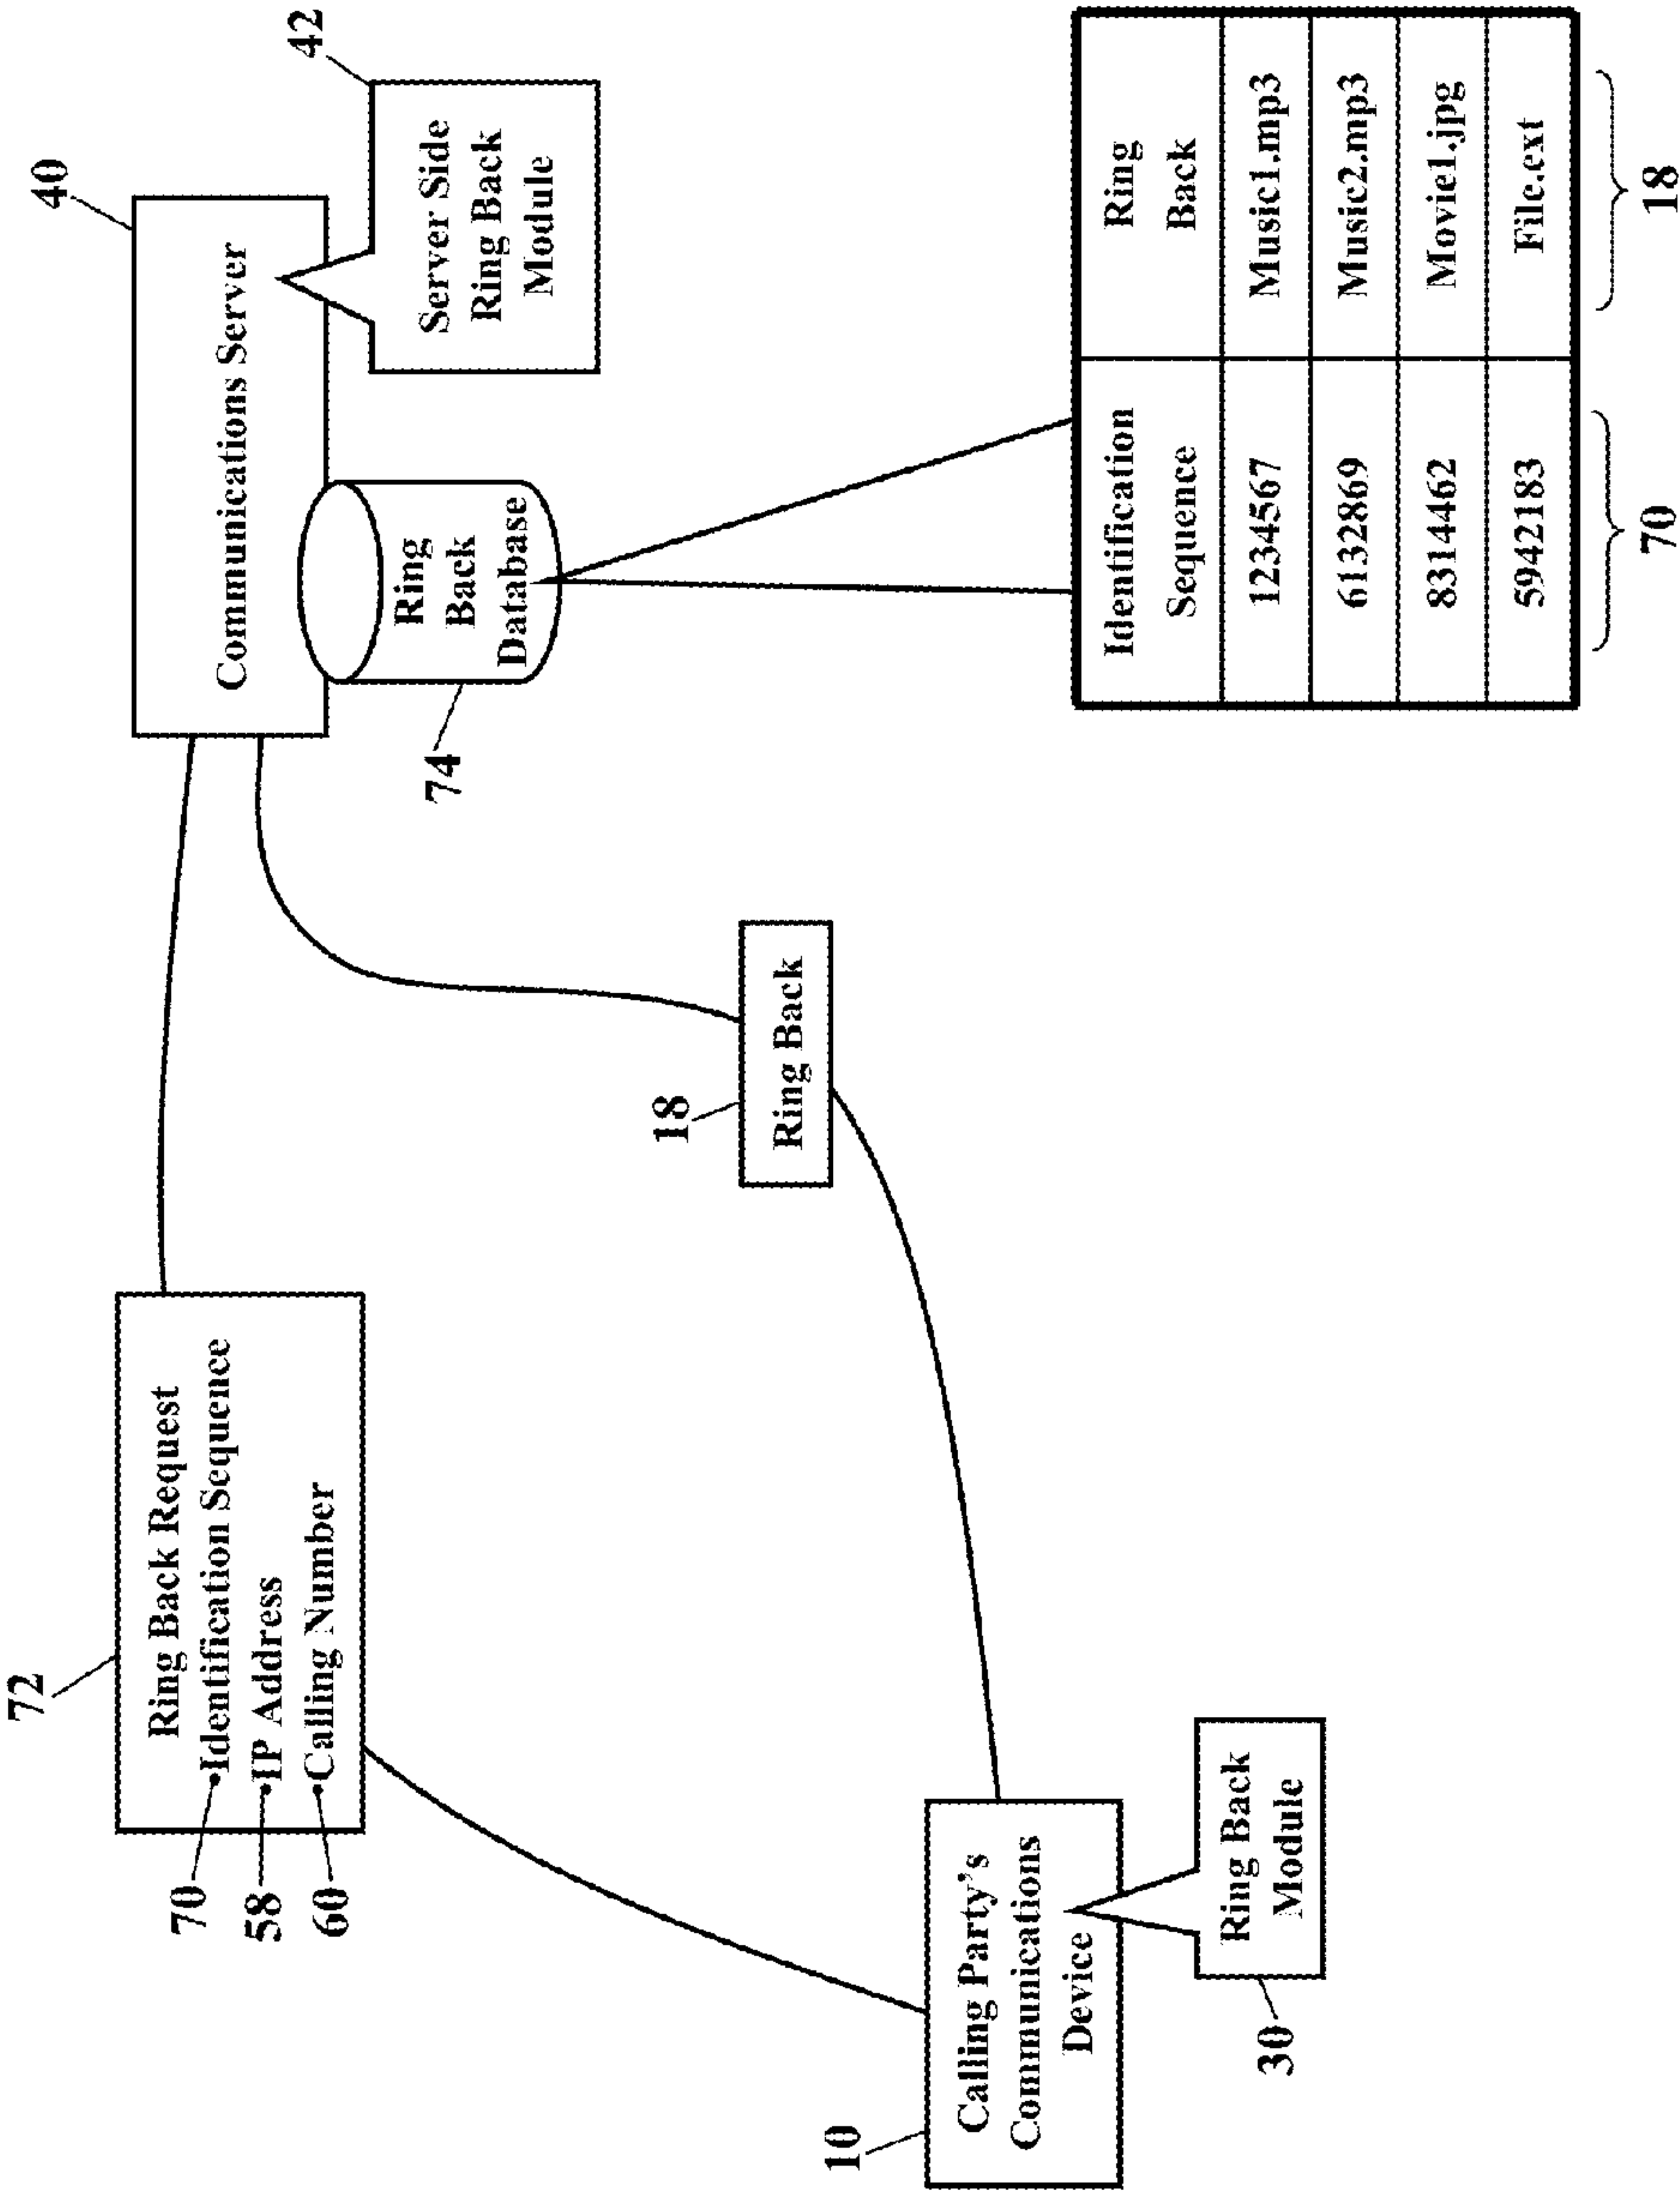 72
Ring Back Request
70 •Identification Sequence
58 •IP Address
60 •Calling Number
40
Communications Server
42
Server Side
Ring Back
Module
Ring
Back
Database
74
18
Ring Back
10
Calling Party's
Communications
Device
Ring Back
Module
30
Identification Sequence Ring Back
1234567 Music1.mp3
6132869 Music2.mp3
8314462 Movie1.jpg
5942183 File.ext
70 18